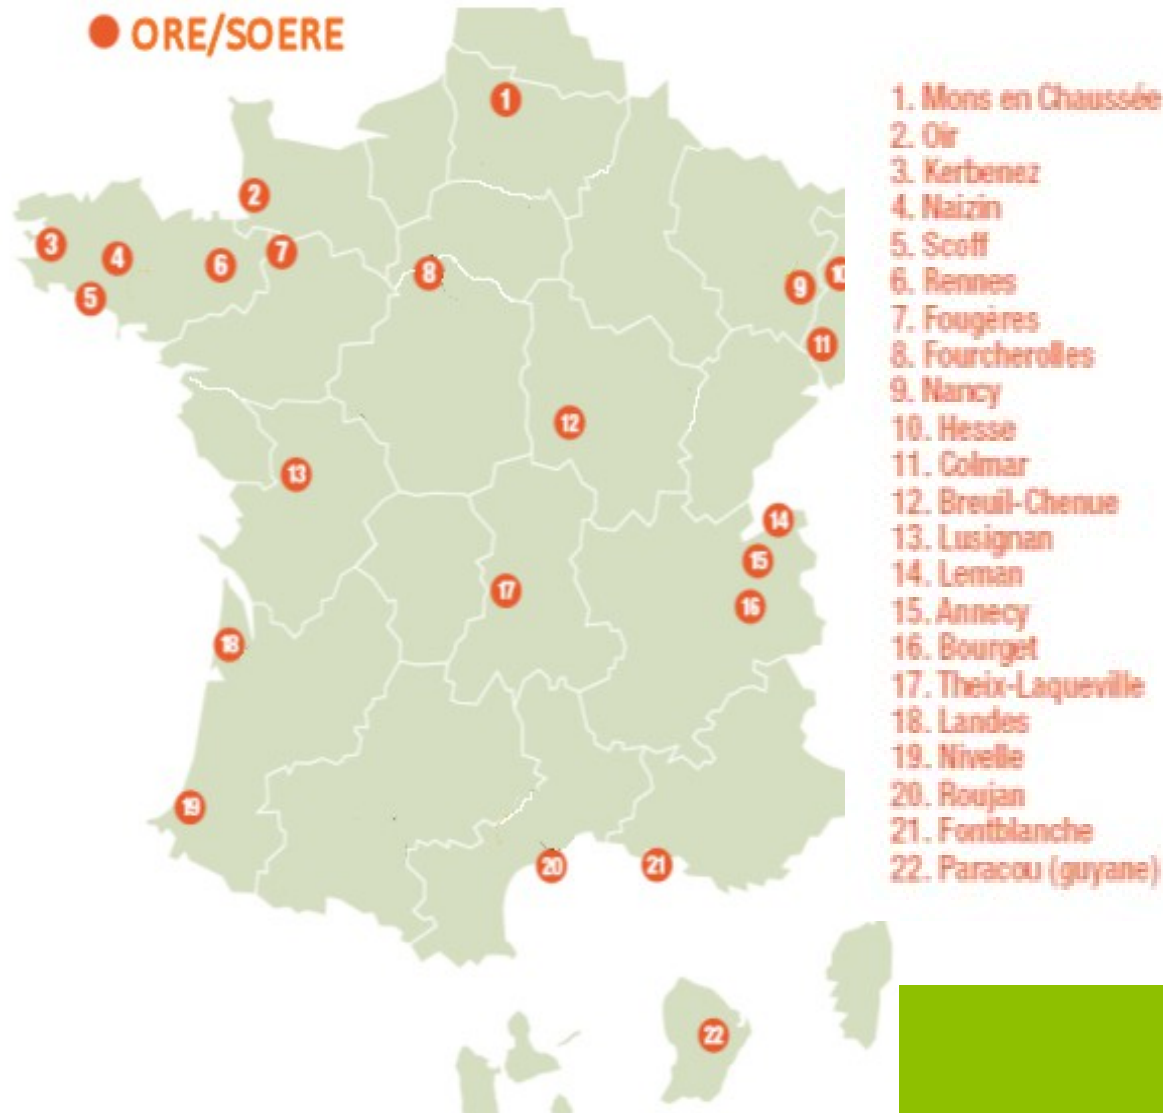 ORE/SOERE
1. Mons en Chaussée
2. Oir
3. Kerbenez
4. Naizin
5. Scoff
6. Rennes
7. Fougères
8. Fourcherolles
9. Nancy
10. Hesse
11. Colmar
12. Breuil-Chenue
13. Lusignan
14. Leman
15. Annecy
16. Bourget
17. Theix-Laqueville
18. Landes
19. Nivelle
20. Roujan
21. Fontblanche
22. Paracou (guyane)
1
2
3
4
5
6
7
8
9
10
11
12
13
14
15
16
17
18
19
20
21
22